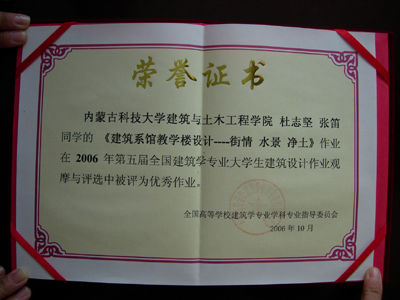 荣誉证书
内蒙古科技大学建筑与土木工程学院 杜志坚 张笛
同学的 《建筑系馆教学楼设计----街情 水景 净土》作业
在 2006 年第五届全国建筑学专业大学生建筑设计作业观
摩与评选中被评为优秀作业。
全国高等学校建筑学专业学科专业指导委员会
2006 年 10 月